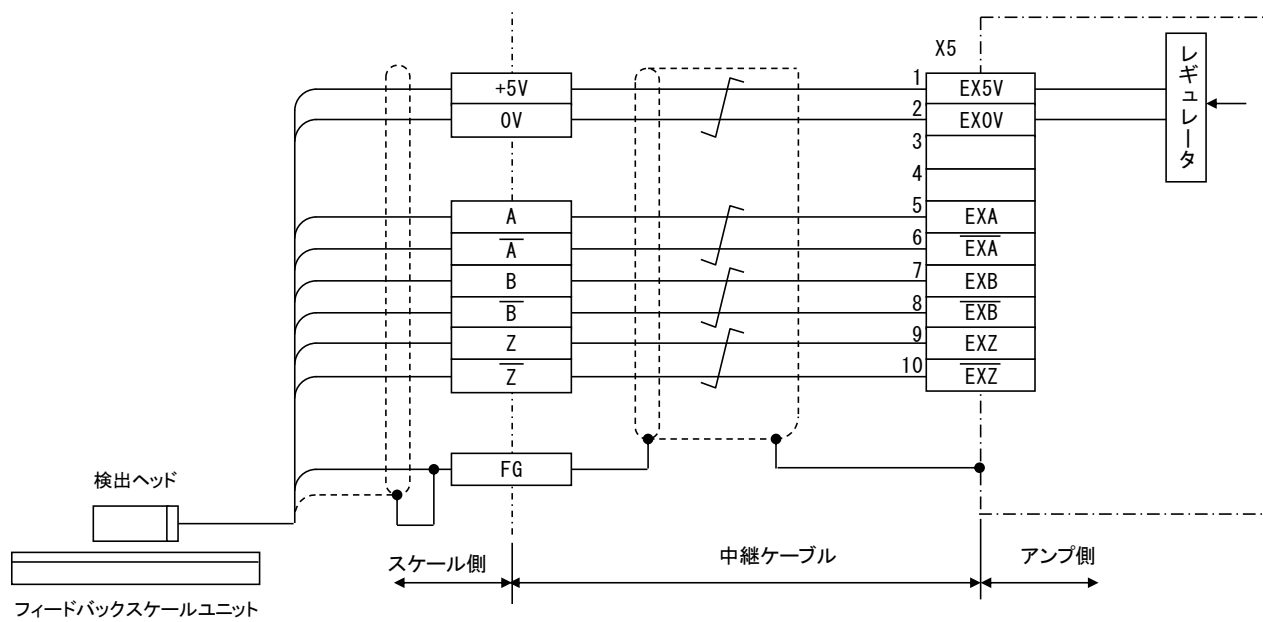 X5
レギュレータ
+5V
1
EX5V
0V
2
EX0V
3
4
A
5
EXA
A̅
6
E̅X̅A̅
B
7
EXB
B̅
8
E̅X̅B̅
Z
9
EXZ
Z̅
10
E̅X̅Z̅
FG
検出ヘッド
スケール側
中継ケーブル
アンプ側
フィードバックスケールユニット